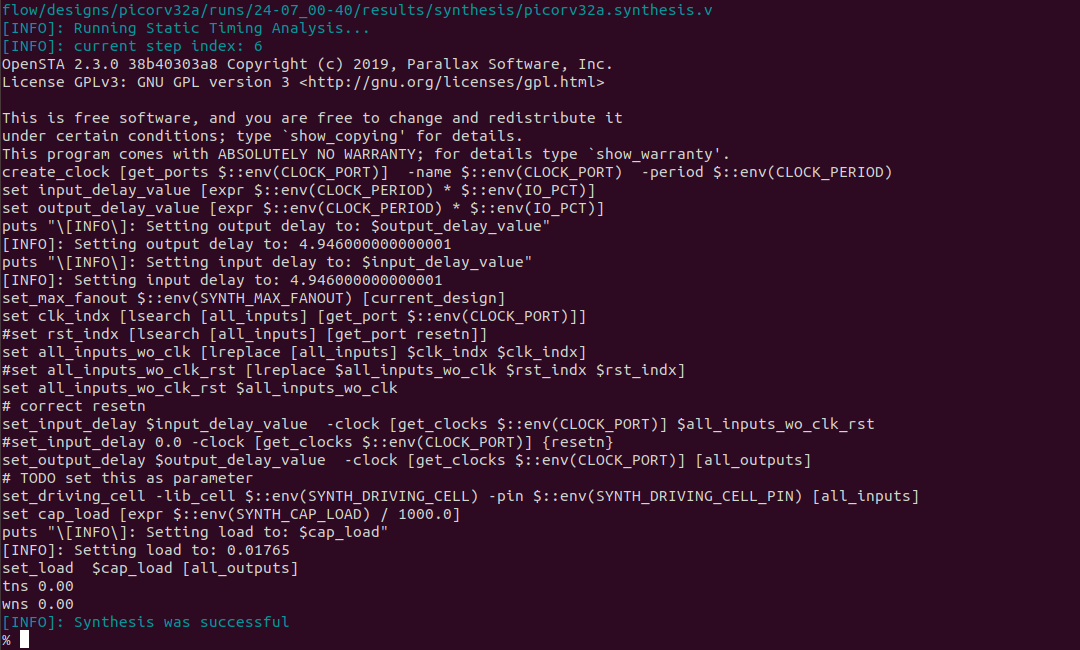 flow/designs/picorv32a/runs/24-07_00-40/results/synthesis/picorv32a.synthesis.v
[INFO]: Running Static Timing Analysis...
[INFO]: current step index: 6
OpenSTA 2.3.0 38b40303a8 Copyright (c) 2019, Parallax Software, Inc.
License GPLv3: GNU GPL version 3 <http://gnu.org/licenses/gpl.html>
This is free software, and you are free to change and redistribute it
under certain conditions; type `show_copying' for details.
This program comes with ABSOLUTELY NO WARRANTY; for details type `show_warranty'.
create_clock [get_ports $::env(CLOCK_PORT)]  -name $::env(CLOCK_PORT)  -period $::env(CLOCK_PERIOD)
set input_delay_value [expr $::env(CLOCK_PERIOD) * $::env(IO_PCT)]
set output_delay_value [expr $::env(CLOCK_PERIOD) * $::env(IO_PCT)]
puts "\[INFO\]: Setting output delay to: $output_delay_value"
[INFO]: Setting output delay to: 4.946000000000001
puts "\[INFO\]: Setting input delay to: $input_delay_value"
[INFO]: Setting input delay to: 4.946000000000001
set_max_fanout $::env(SYNTH_MAX_FANOUT) [current_design]
set clk_indx [lsearch [all_inputs] [get_port $::env(CLOCK_PORT)]]
#set rst_indx [lsearch [all_inputs] [get_port resetn]]
set all_inputs_wo_clk [lreplace [all_inputs] $clk_indx $clk_indx]
#set all_inputs_wo_clk_rst [lreplace $all_inputs_wo_clk $rst_indx $rst_indx]
set all_inputs_wo_clk_rst $all_inputs_wo_clk
# correct resetn
set_input_delay $input_delay_value  -clock [get_clocks $::env(CLOCK_PORT)] $all_inputs_wo_clk_rst
#set_input_delay 0.0 -clock [get_clocks $::env(CLOCK_PORT)] {resetn}
set_output_delay $output_delay_value  -clock [get_clocks $::env(CLOCK_PORT)] [all_outputs]
# TODO set this as parameter
set_driving_cell -lib_cell $::env(SYNTH_DRIVING_CELL) -pin $::env(SYNTH_DRIVING_CELL_PIN) [all_inputs]
set cap_load [expr $::env(SYNTH_CAP_LOAD) / 1000.0]
puts "\[INFO\]: Setting load to: $cap_load"
[INFO]: Setting load to: 0.01765
set_load  $cap_load [all_outputs]
tns 0.00
wns 0.00
[INFO]: Synthesis was successful
%